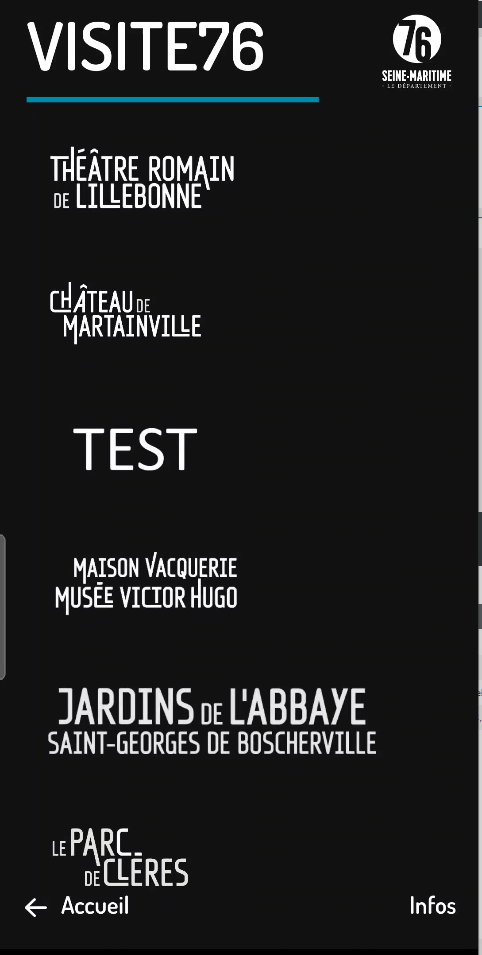 VISITE76
76
SEINE-MARITIME
· LE DÉPARTEMENT ·
THÉÂTRE ROMAIN
DE LILLEBONNE
CHÂTEAU DE
MARTAINVILLE
TEST
MAISON VACQUERIE
MUSÉE VICTOR HUGO
JARDINS DE L'ABBAYE
SAINT-GEORGES DE BOSCHERVILLE
LE PARC
DE CLÈRES
← Accueil
Infos